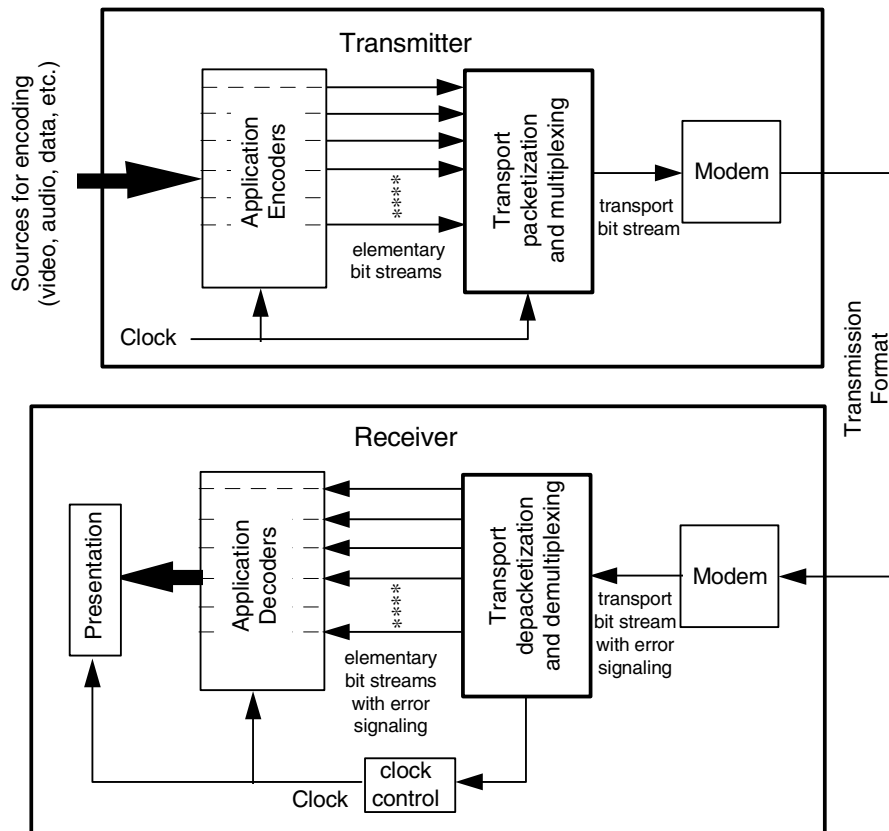 Transmitter
Sources for encoding
(video, audio, data, etc.)
Application
Encoders
****
elementary
bit streams
Transport
packetization
and multiplexing
transport
bit stream
Modem
Clock
Transmission
Format
Receiver
Presentation
Application
Decoders
****
elementary
bit streams
with error
signaling
Transport
depacketization
and demultiplexing
transport
bit stream
with error
signaling
Modem
Clock
clock
control